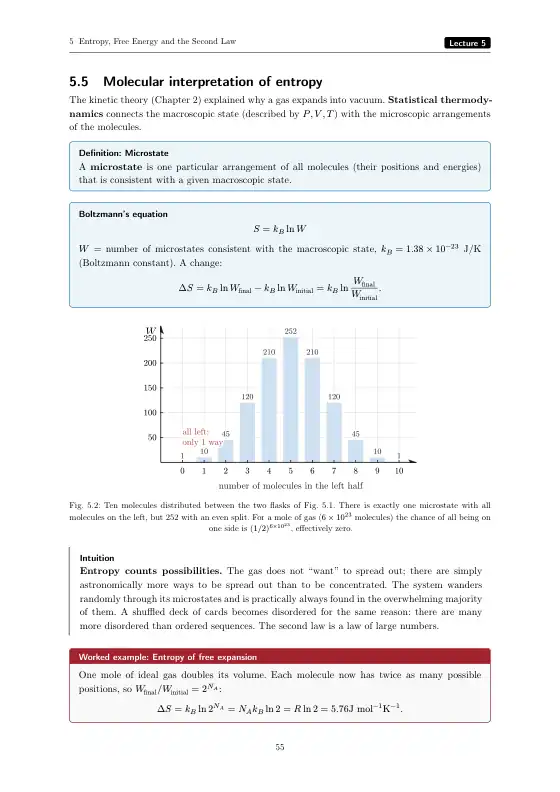 5 Entropy, Free Energy and the Second Law
Lecture 5
5.5 Molecular interpretation of entropy
The kinetic theory (Chapter 2) explained why a gas expands into vacuum. Statistical thermody-
namics connects the macroscopic state (described by P, V, T) with the microscopic arrangements
of the molecules.
Definition: Microstate
A microstate is one particular arrangement of all molecules (their positions and energies)
that is consistent with a given macroscopic state.
Boltzmann's equation
S = k_B ln W
W = number of microstates consistent with the macroscopic state, k_B = 1.38 × 10⁻²³ J/K
(Boltzmann constant). A change:
ΔS = k_B ln W_final − k_B ln W_initial = k_B ln W_final/W_initial.
W
250
200
150
100
50
1
10
45
120
210
252
210
120
45
10
1
all left:
only 1 way
0 1 2 3 4 5 6 7 8 9 10
number of molecules in the left half
Fig. 5.2: Ten molecules distributed between the two flasks of Fig. 5.1. There is exactly one microstate with all
molecules on the left, but 252 with an even split. For a mole of gas (6 × 10²³ molecules) the chance of all being on
one side is (1/2)^(6×10²³), effectively zero.
Intuition
Entropy counts possibilities. The gas does not “want” to spread out; there are simply
astronomically more ways to be spread out than to be concentrated. The system wanders
randomly through its microstates and is practically always found in the overwhelming majority
of them. A shuffled deck of cards becomes disordered for the same reason: there are many
more disordered than ordered sequences. The second law is a law of large numbers.
Worked example: Entropy of free expansion
One mole of ideal gas doubles its volume. Each molecule now has twice as many possible
positions, so W_final/W_initial = 2^(N_A):
ΔS = k_B ln 2^(N_A) = N_A k_B ln 2 = R ln 2 = 5.76J mol⁻¹K⁻¹.
55